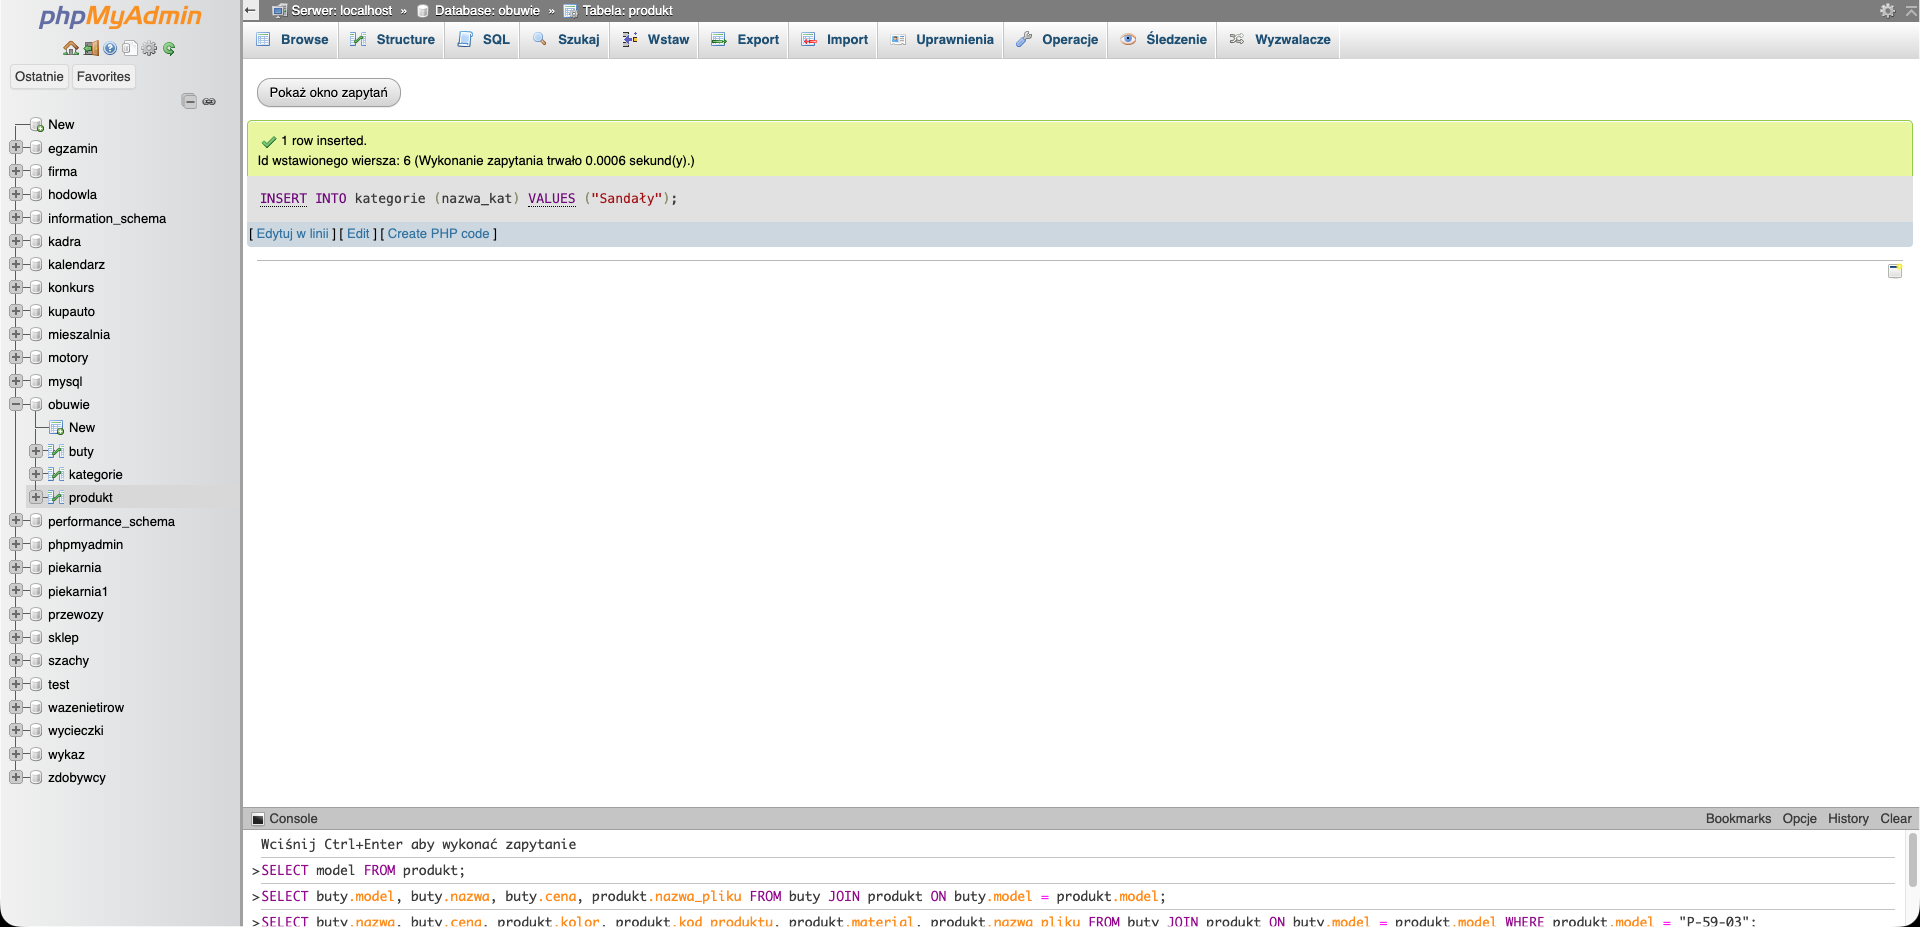 phpMyAdmin
Ostatnie Favorites
New
egzamin
firma
hodowla
information_schema
kadra
kalendarz
konkurs
kupauto
mieszalnia
motory
mysql
obuwie
New
buty
kategorie
produkt
performance_schema
phpmyadmin
piekarnia
piekarnia1
przewozy
sklep
szachy
test
wazenietirow
wycieczki
wykaz
zdobywcy
Serwer: localhost » Database: obuwie » Tabela: produkt
Browse Structure SQL Szukaj Wstaw Export Import Uprawnienia Operacje Śledzenie Wyzwalacze
Pokaż okno zapytań
1 row inserted.
Id wstawionego wiersza: 6 (Wykonanie zapytania trwało 0.0006 sekund(y).)
INSERT INTO kategorie (nazwa_kat) VALUES ("Sandały");
[ Edytuj w linii ] [ Edit ] [ Create PHP code ]
Console Bookmarks Opcje History Clear
Wciśnij Ctrl+Enter aby wykonać zapytanie
>SELECT model FROM produkt;
>SELECT buty.model, buty.nazwa, buty.cena, produkt.nazwa_pliku FROM buty JOIN produkt ON buty.model = produkt.model;
>SELECT buty.nazwa, buty.cena, produkt.kolor, produkt.kod_produktu, produkt.material, produkt.nazwa_pliku FROM buty JOIN produkt ON buty.model = produkt.model WHERE produkt.model = "P-59-03";